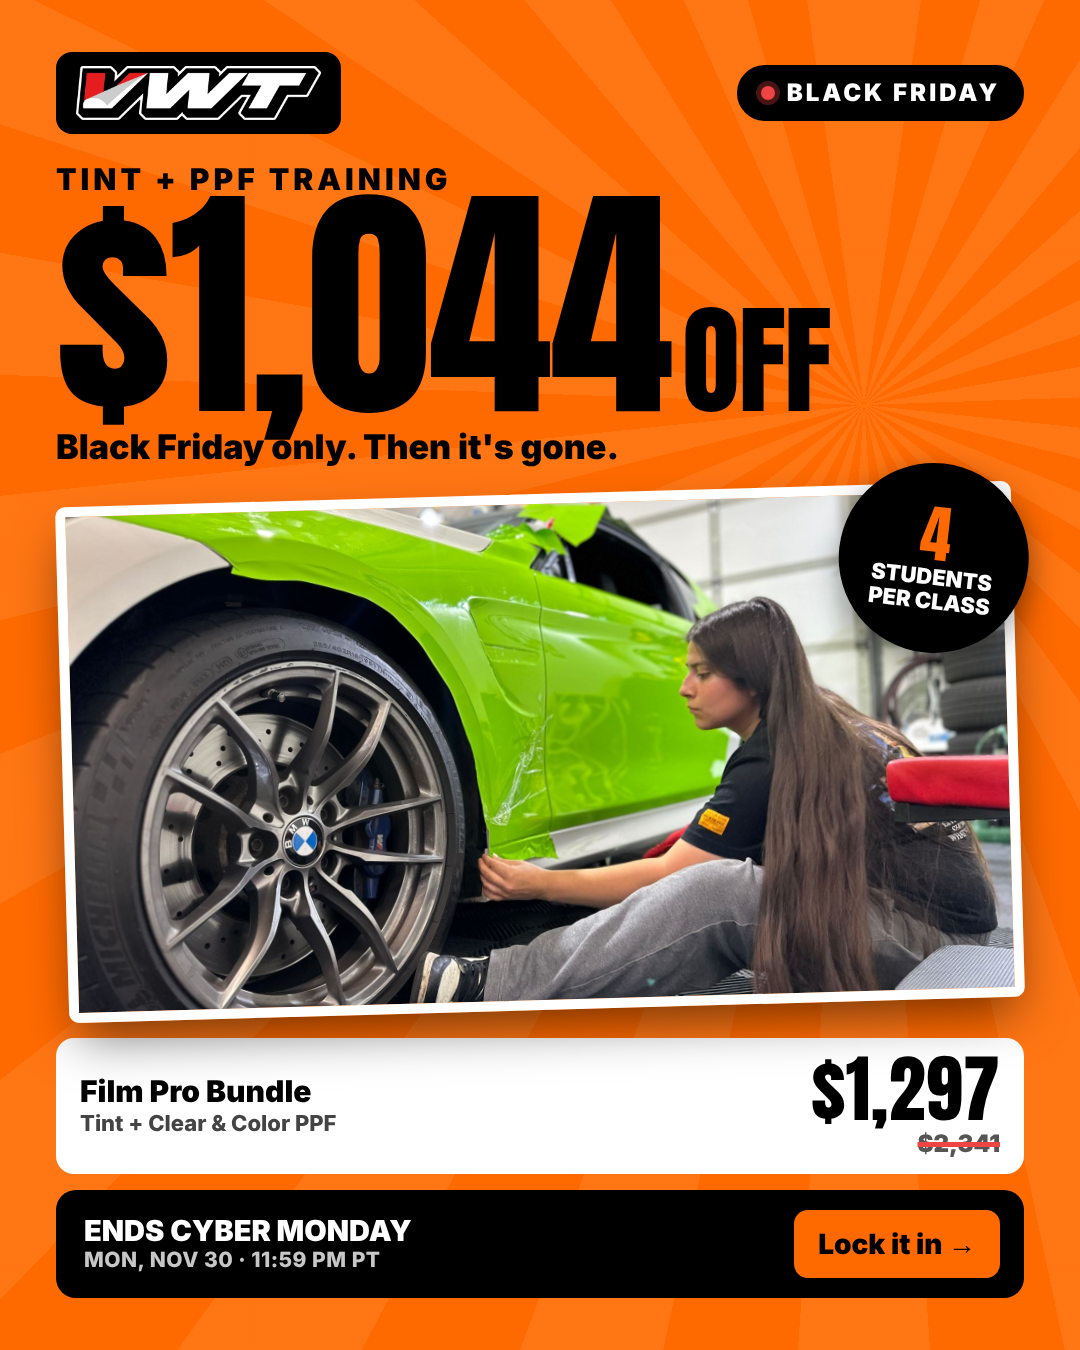 VWT
BLACK FRIDAY
TINT + PPF TRAINING
$1,044 OFF
Black Friday only. Then it's gone.
4
STUDENTS
PER CLASS
BMW
Film Pro Bundle
Tint + Clear & Color PPF
$1,297
$2,341
ENDS CYBER MONDAY
MON, NOV 30 · 11:59 PM PT
Lock it in →